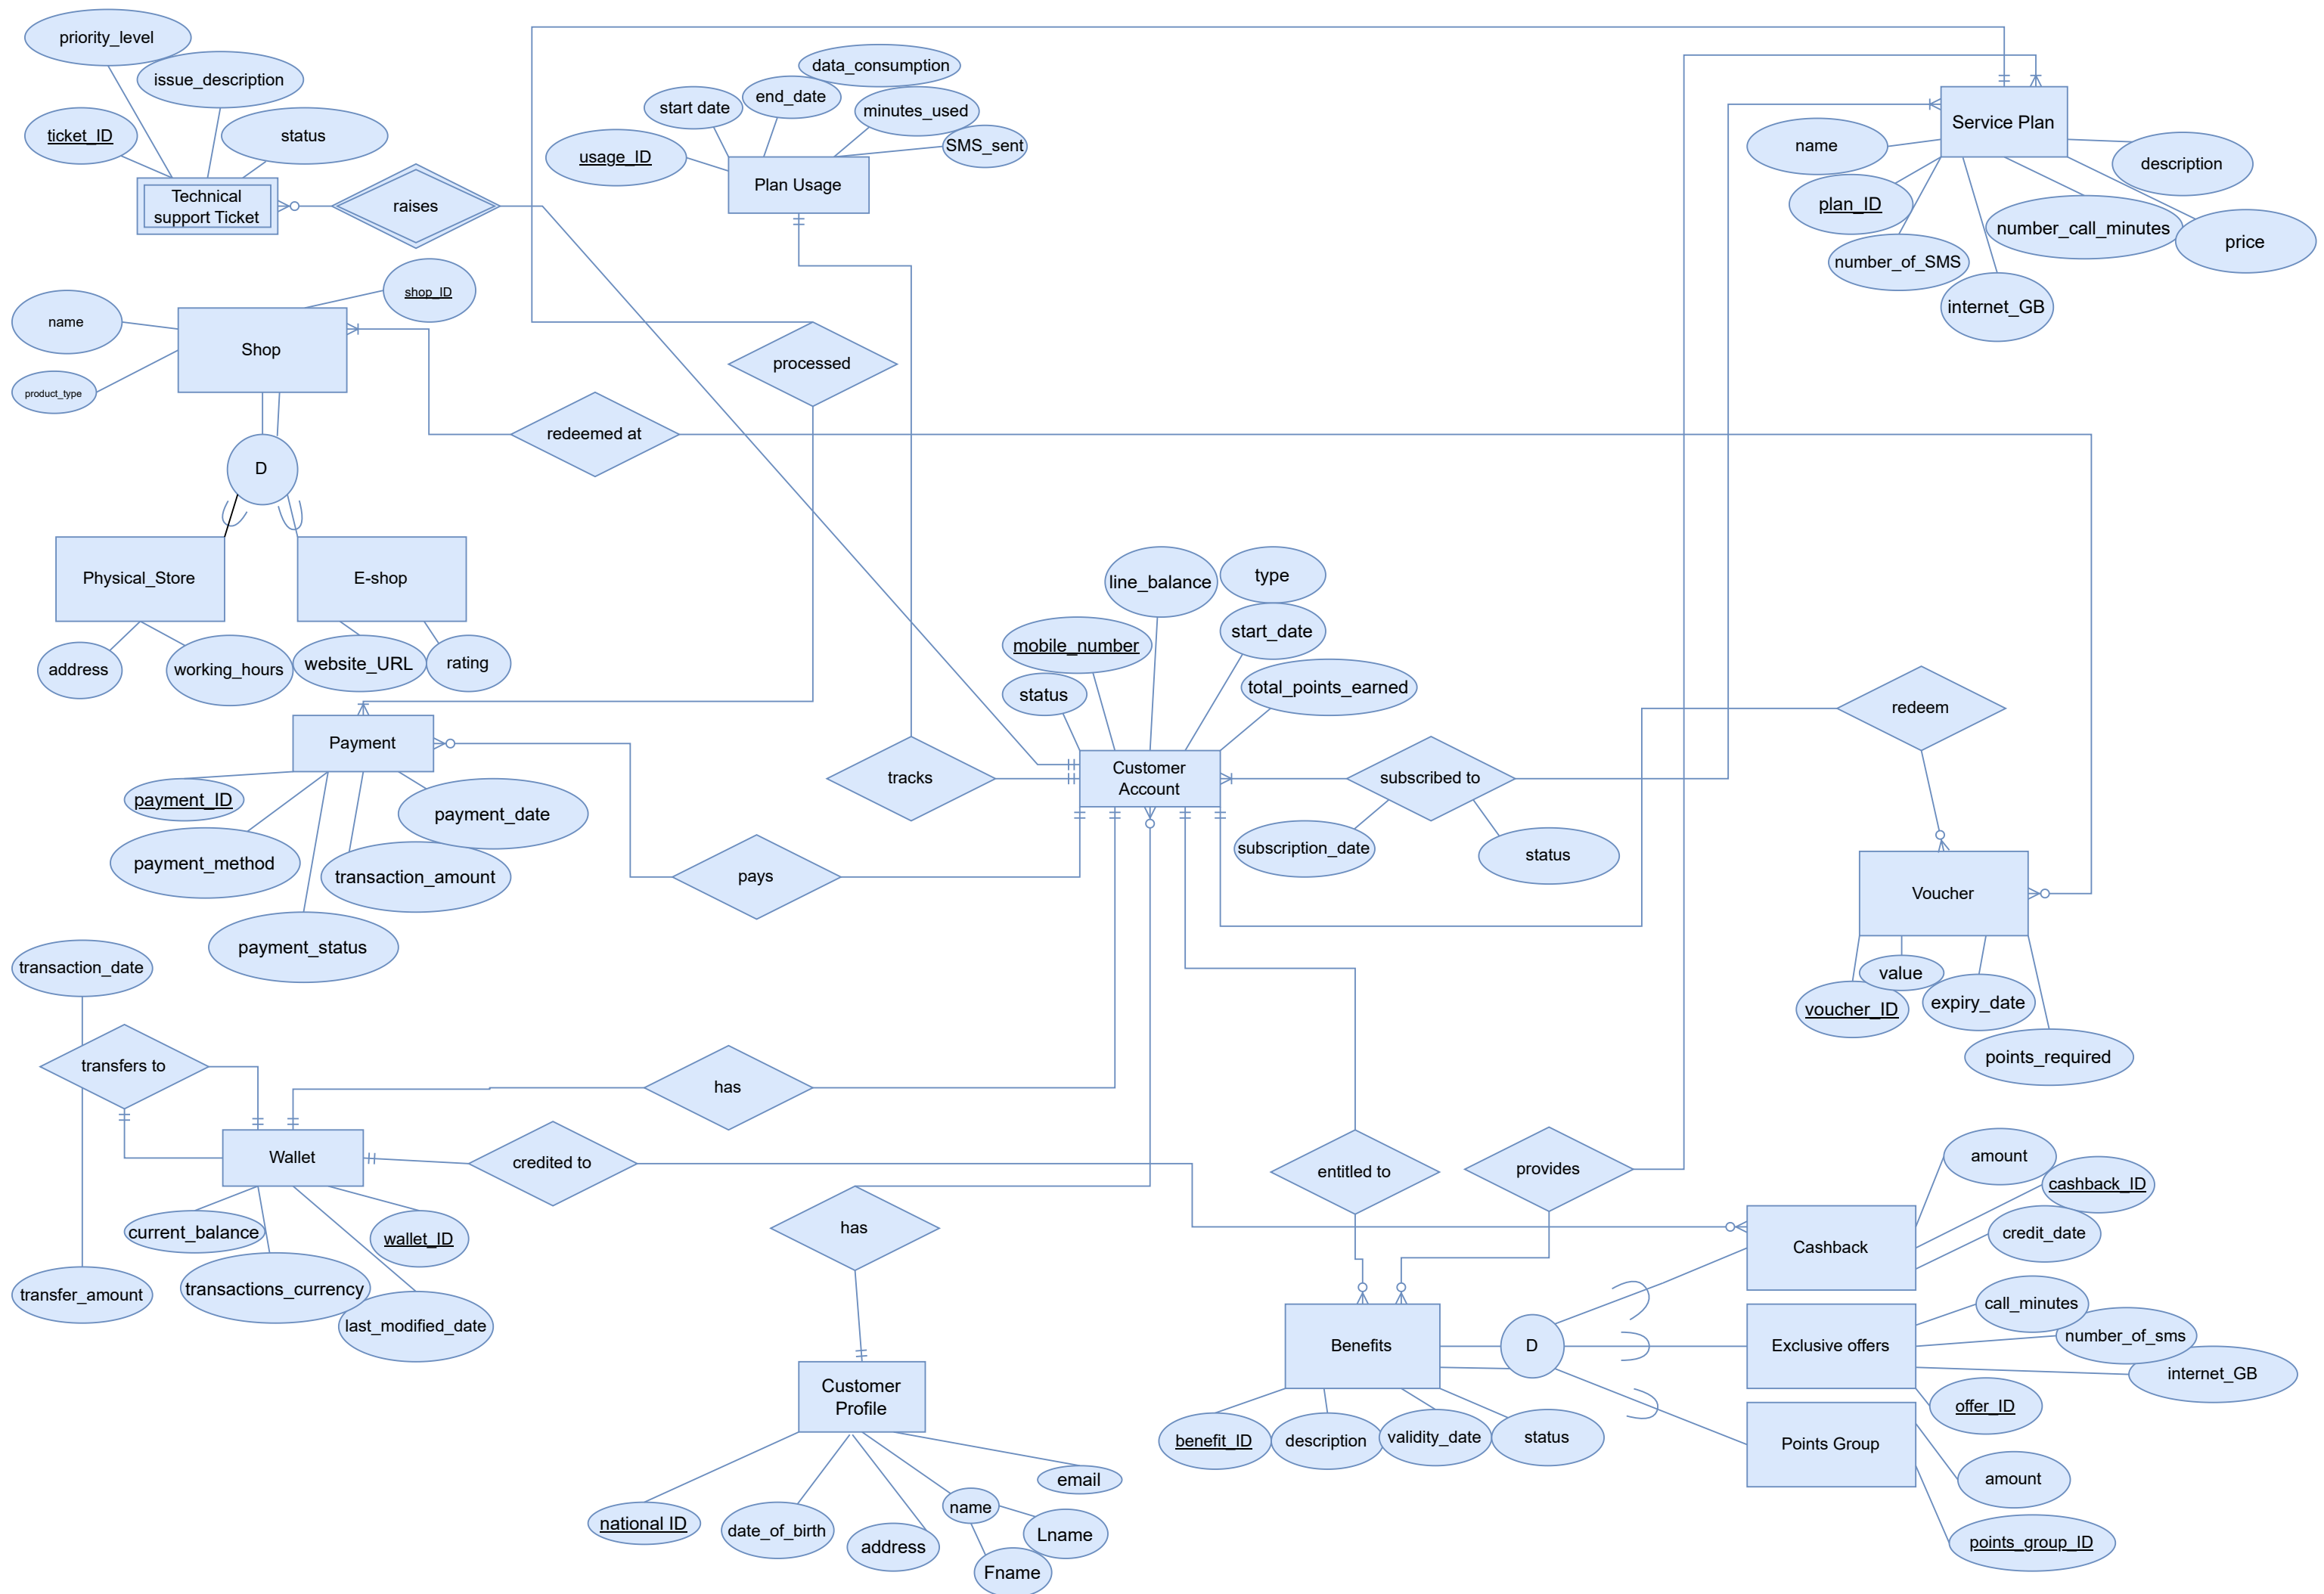 priority_level
issue_description
ticket_ID
status
Technical
support Ticket
raises
data_consumption
start date
end_date
minutes_used
usage_ID
SMS_sent
Plan Usage
Service Plan
name
description
plan_ID
number_call_minutes
price
number_of_SMS
internet_GB
shop_ID
name
Shop
product_type
processed
redeemed at
D
Physical_Store
E-shop
address
working_hours
website_URL
rating
line_balance
type
mobile_number
start_date
status
total_points_earned
Customer
Account
tracks
subscribed to
subscription_date
status
redeem
Voucher
value
voucher_ID
expiry_date
points_required
Payment
payment_ID
payment_date
payment_method
transaction_amount
payment_status
pays
transaction_date
transfers to
has
Wallet
credited to
current_balance
wallet_ID
transactions_currency
last_modified_date
transfer_amount
has
entitled to
provides
amount
cashback_ID
credit_date
Cashback
call_minutes
number_of_sms
internet_GB
Exclusive offers
offer_ID
Benefits
D
benefit_ID
description
validity_date
status
Points Group
amount
points_group_ID
Customer
Profile
email
name
national ID
date_of_birth
address
Lname
Fname